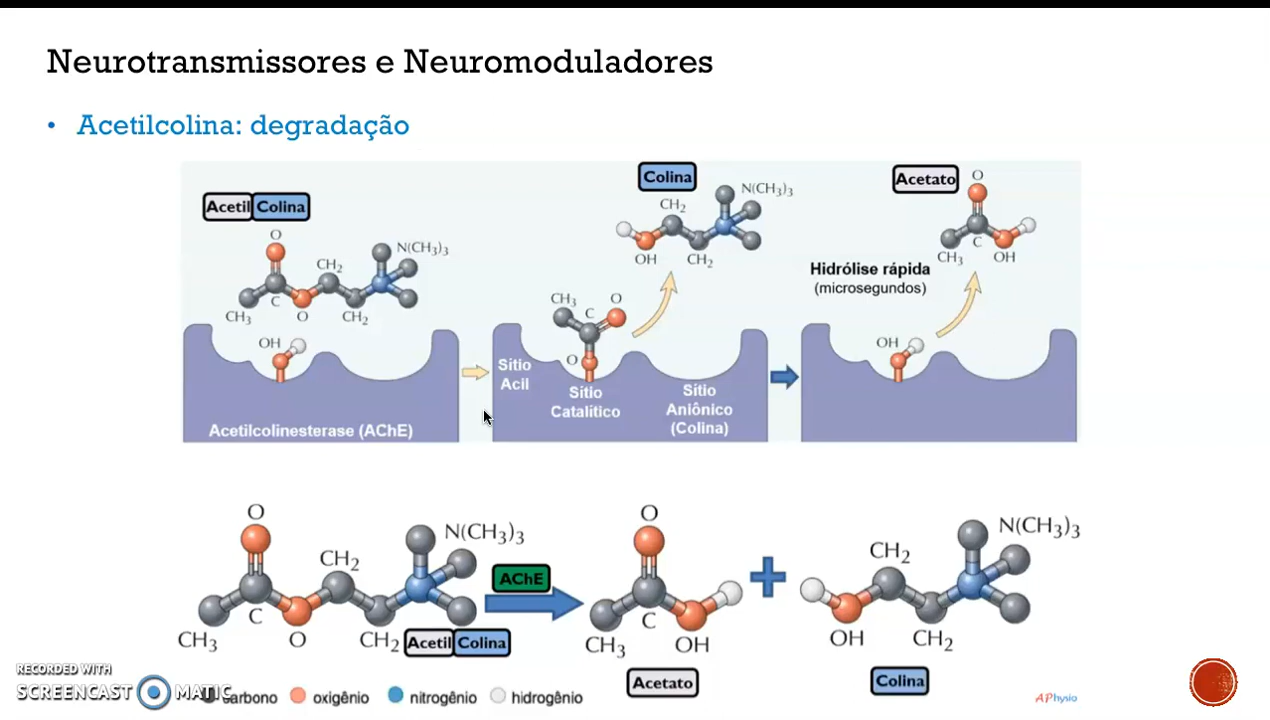 Neurotransmissores e Neuromoduladores
• Acetilcolina: degradação
Acetil Colina
O
N(CH3)3
CH2
C
CH3
O
CH2
OH
Acetilcolinesterase (AChE)
Colina
N(CH3)3
CH2
OH
CH2
CH3
O
C
O
Sítio
Acil
Sítio
Catalítico
Sítio
Aniônico
(Colina)
Acetato
O
C
CH3
OH
Hidrólise rápida
(microsegundos)
OH
O
N(CH3)3
CH2
C
CH3
O
CH2
Acetil Colina
AChE
O
C
CH3
OH
Acetato
N(CH3)3
CH2
OH
CH2
Colina
carbono
oxigênio
nitrogênio
hidrogênio
APhysio
RECORDED WITH
SCREENCAST MATIC